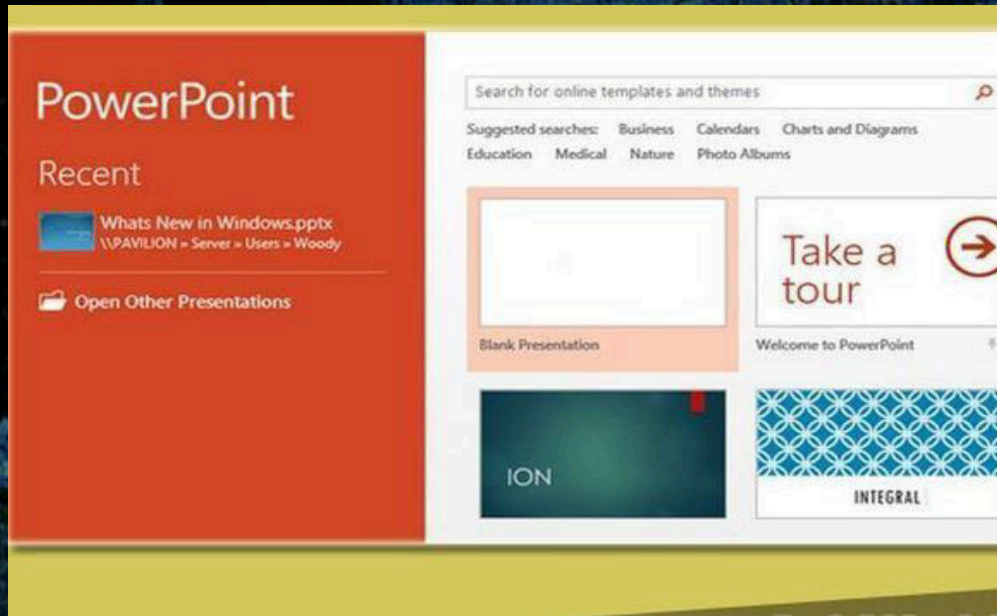 PowerPoint
Recent
Whats New in Windows.pptx
\\PAVILION » Server » Users » Woody
Open Other Presentations
Search for online templates and themes
Suggested searches: Business Calendars Charts and Diagrams
Education Medical Nature Photo Albums
Take a
tour
Blank Presentation
Welcome to PowerPoint
ION
INTEGRAL